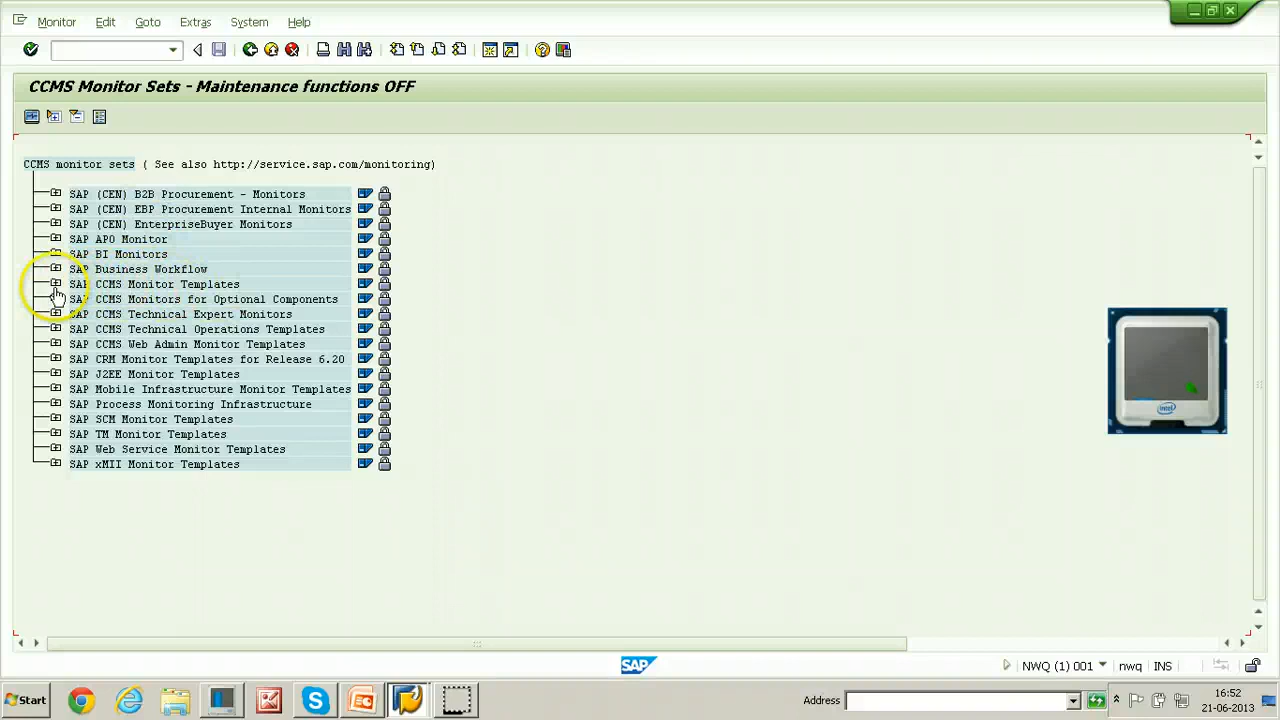 Monitor Edit Goto Extras System Help
CCMS Monitor Sets - Maintenance functions OFF
CCMS monitor sets ( See also http://service.sap.com/monitoring)
SAP (CEN) B2B Procurement - Monitors
SAP (CEN) EBP Procurement Internal Monitors
SAP (CEN) EnterpriseBuyer Monitors
SAP APO Monitor
SAP BI Monitors
SAP Business Workflow
SAP CCMS Monitor Templates
SAP CCMS Monitors for Optional Components
SAP CCMS Technical Expert Monitors
SAP CCMS Technical Operations Templates
SAP CCMS Web Admin Monitor Templates
SAP CRM Monitor Templates for Release 6.20
SAP J2EE Monitor Templates
SAP Mobile Infrastructure Monitor Templates
SAP Process Monitoring Infrastructure
SAP SCM Monitor Templates
SAP TM Monitor Templates
SAP Web Service Monitor Templates
SAP xMII Monitor Templates
intel
SAP
NWQ (1) 001 nwq INS
Start
Address
16:52
21-06-2013